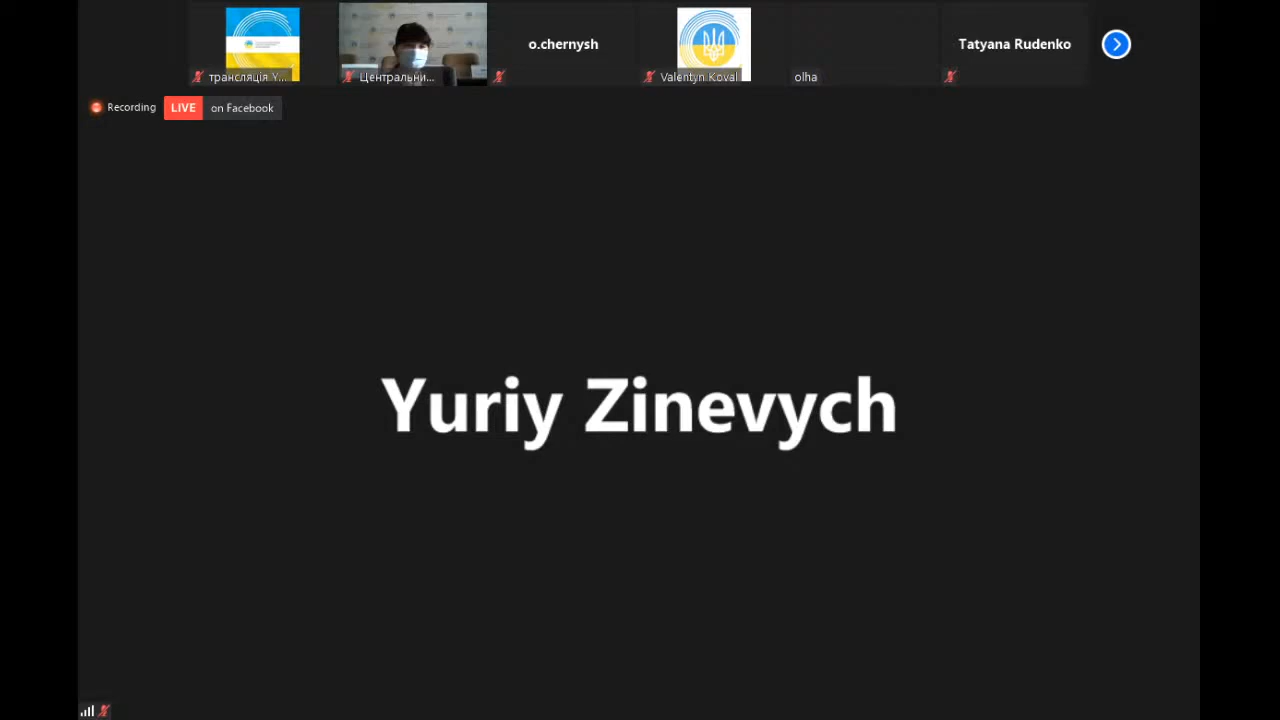 o.chernysh
Tatyana Rudenko
трансляція Y...
Центральни...
Valentyn Koval
olha
Recording
LIVE
on Facebook
Yuriy Zinevych